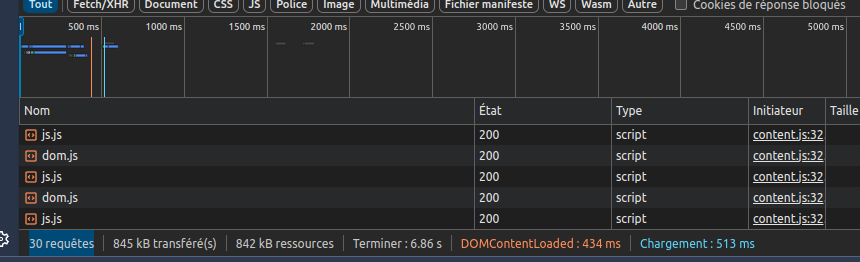 Tout Fetch/XHR Document CSS JS Police Image Multimédia Fichier manifeste WS Wasm Autre Cookies de réponse bloqués
500 ms 1000 ms 1500 ms 2000 ms 2500 ms 3000 ms 3500 ms 4000 ms 4500 ms 5000 ms
Nom État Type Initiateur Taille
js.js 200 script content.js:32
dom.js 200 script content.js:32
js.js 200 script content.js:32
dom.js 200 script content.js:32
js.js 200 script content.js:32
30 requêtes 845 kB transféré(s) 842 kB ressources Terminer : 6.86 s DOMContentLoaded : 434 ms Chargement : 513 ms